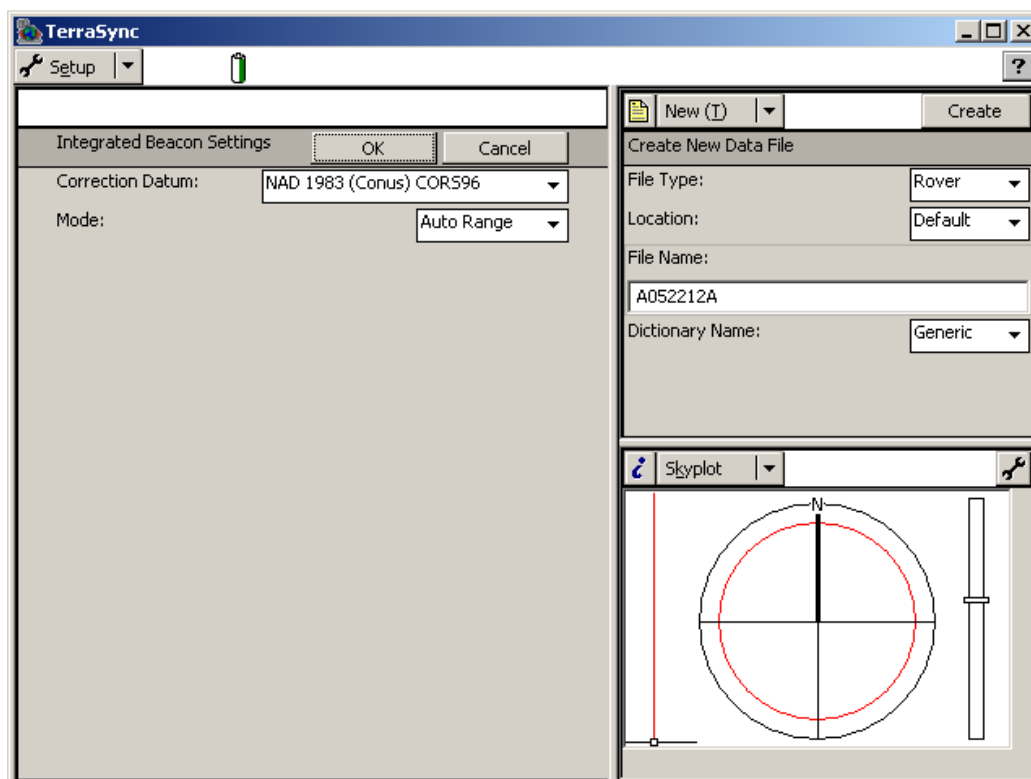 TerraSync
Setup
?
Integrated Beacon Settings OK Cancel
Correction Datum: NAD 1983 (Conus) CORS96
Mode: Auto Range
New (T) Create
Create New Data File
File Type: Rover
Location: Default
File Name:
A052212A
Dictionary Name: Generic
Skyplot
N